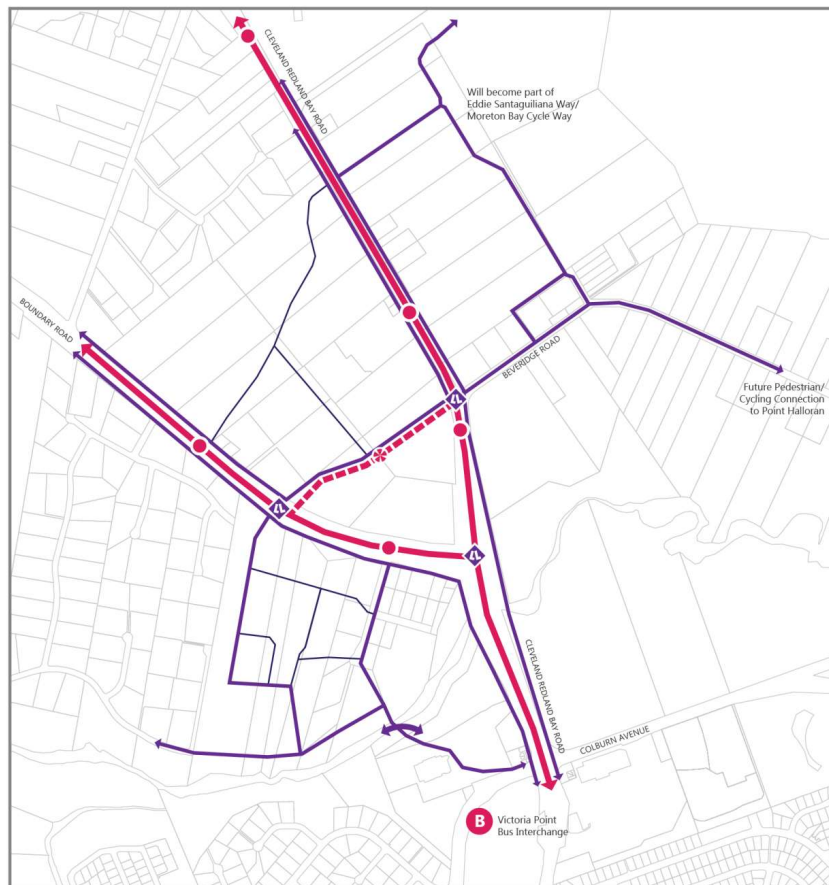 CLEVELAND REDLAND BAY ROAD
Will become part of
Eddie Santaguiliana Way/
Moreton Bay Cycle Way
BOUNDARY ROAD
BEVERIDGE ROAD
Future Pedestrian/
Cycling Connection
to Point Halloran
CLEVELAND REDLAND BAY ROAD
COLBURN AVENUE
B
Victoria Point
Bus Interchange